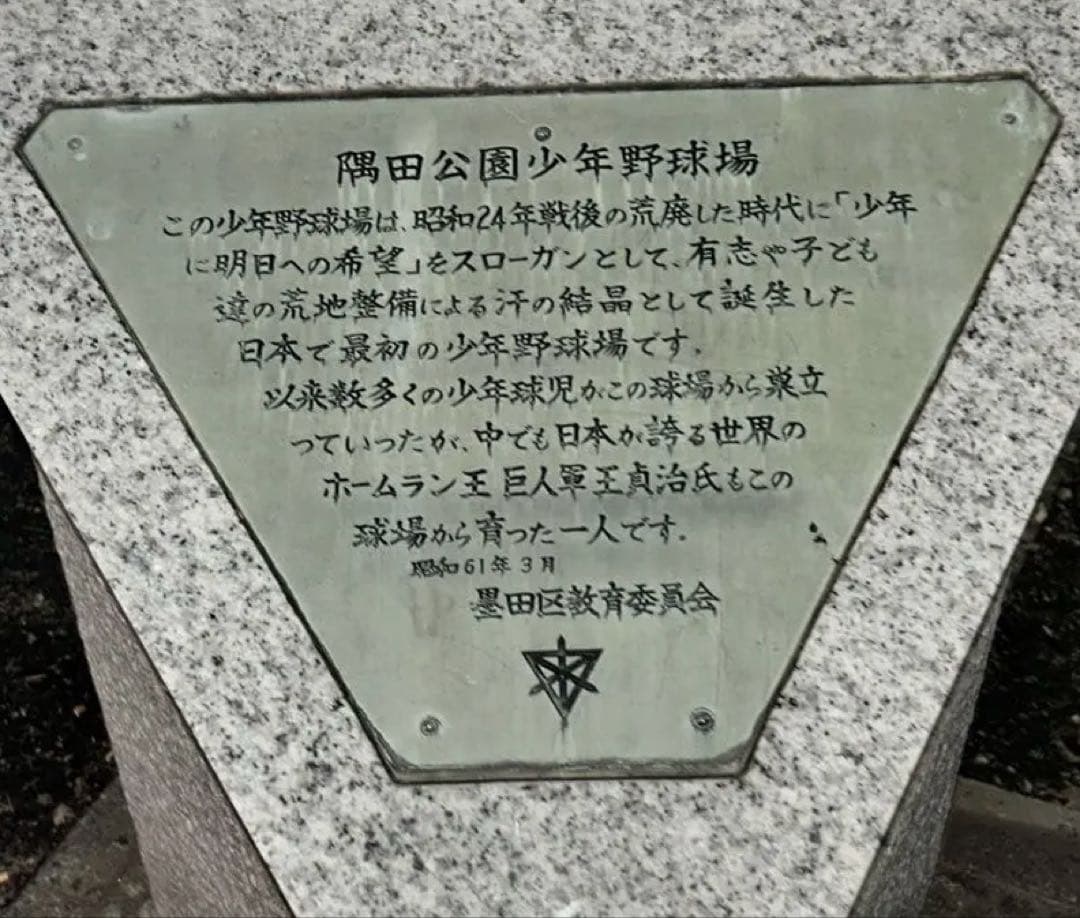 隅田公園少年野球場
この少年野球場は、昭和24年戦後の荒廃した時代に「少年
に明日への希望」をスローガンとして、有志や子ども
達の荒地整備による汗の結晶として誕生した
日本で最初の少年野球場です.
以来数多くの少年球児がこの球場から巣立
っていったが、中でも日本が誇る世界の
ホームラン王 巨人軍王貞治氏もこの
球場から育った一人です.
昭和61年 3月
墨田区教育委員会